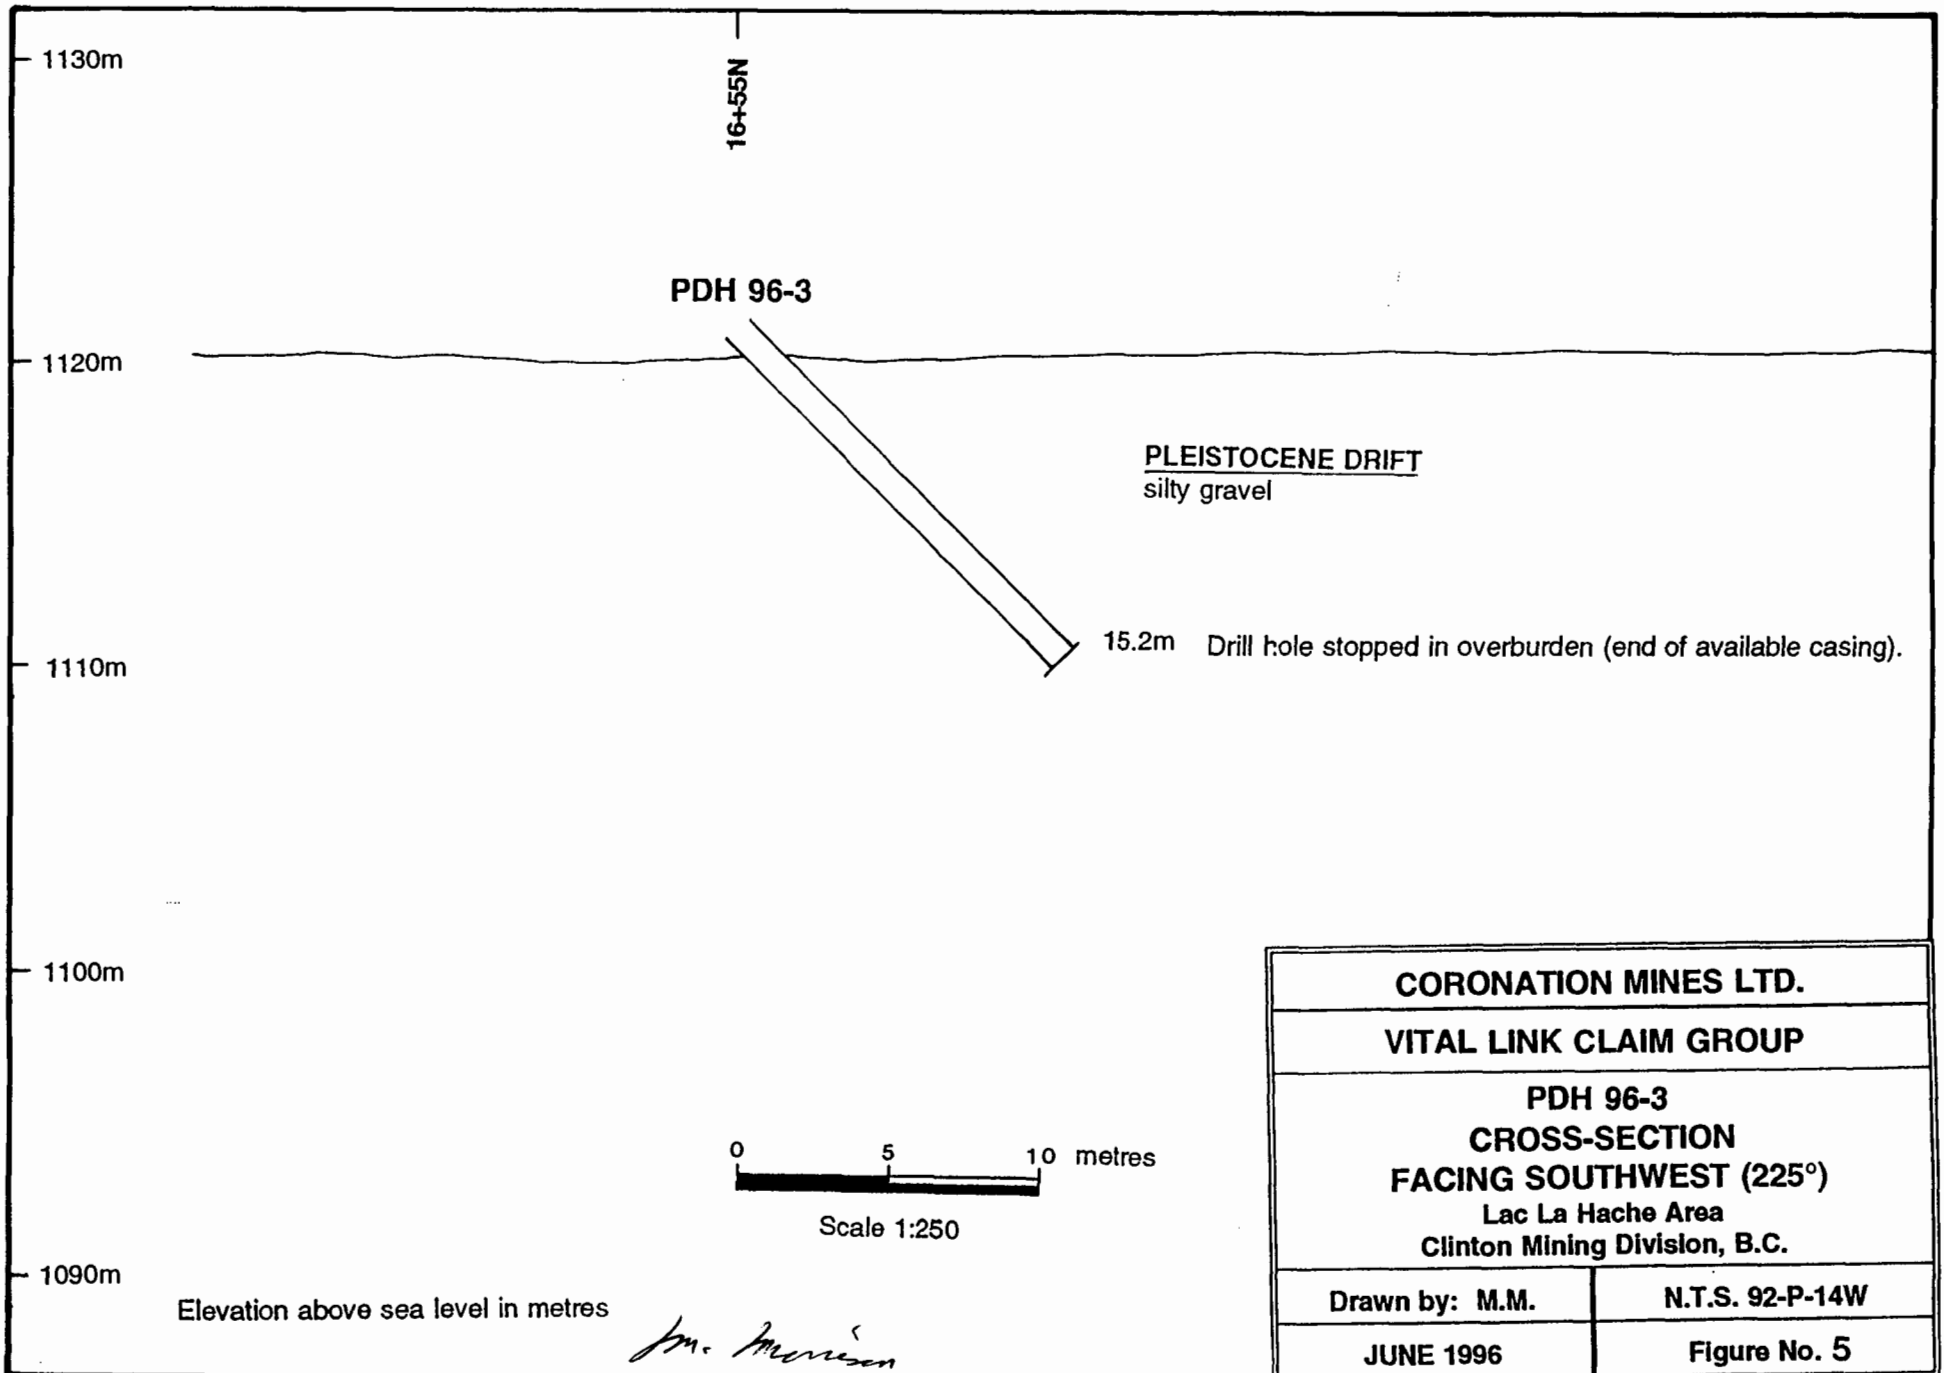 1130m
16+55N
PDH 96-3
1120m
PLEISTOCENE DRIFT
silty gravel
15.2m Drill hole stopped in overburden (end of available casing).
1110m
1100m
CORONATION MINES LTD.
VITAL LINK CLAIM GROUP
PDH 96-3
CROSS-SECTION
FACING SOUTHWEST (225°)
Lac La Hache Area
Clinton Mining Division, B.C.
0 5 10 metres
Scale 1:250
1090m
Elevation above sea level in metres
Drawn by: M.M.
N.T.S. 92-P-14W
JUNE 1996
Figure No. 5